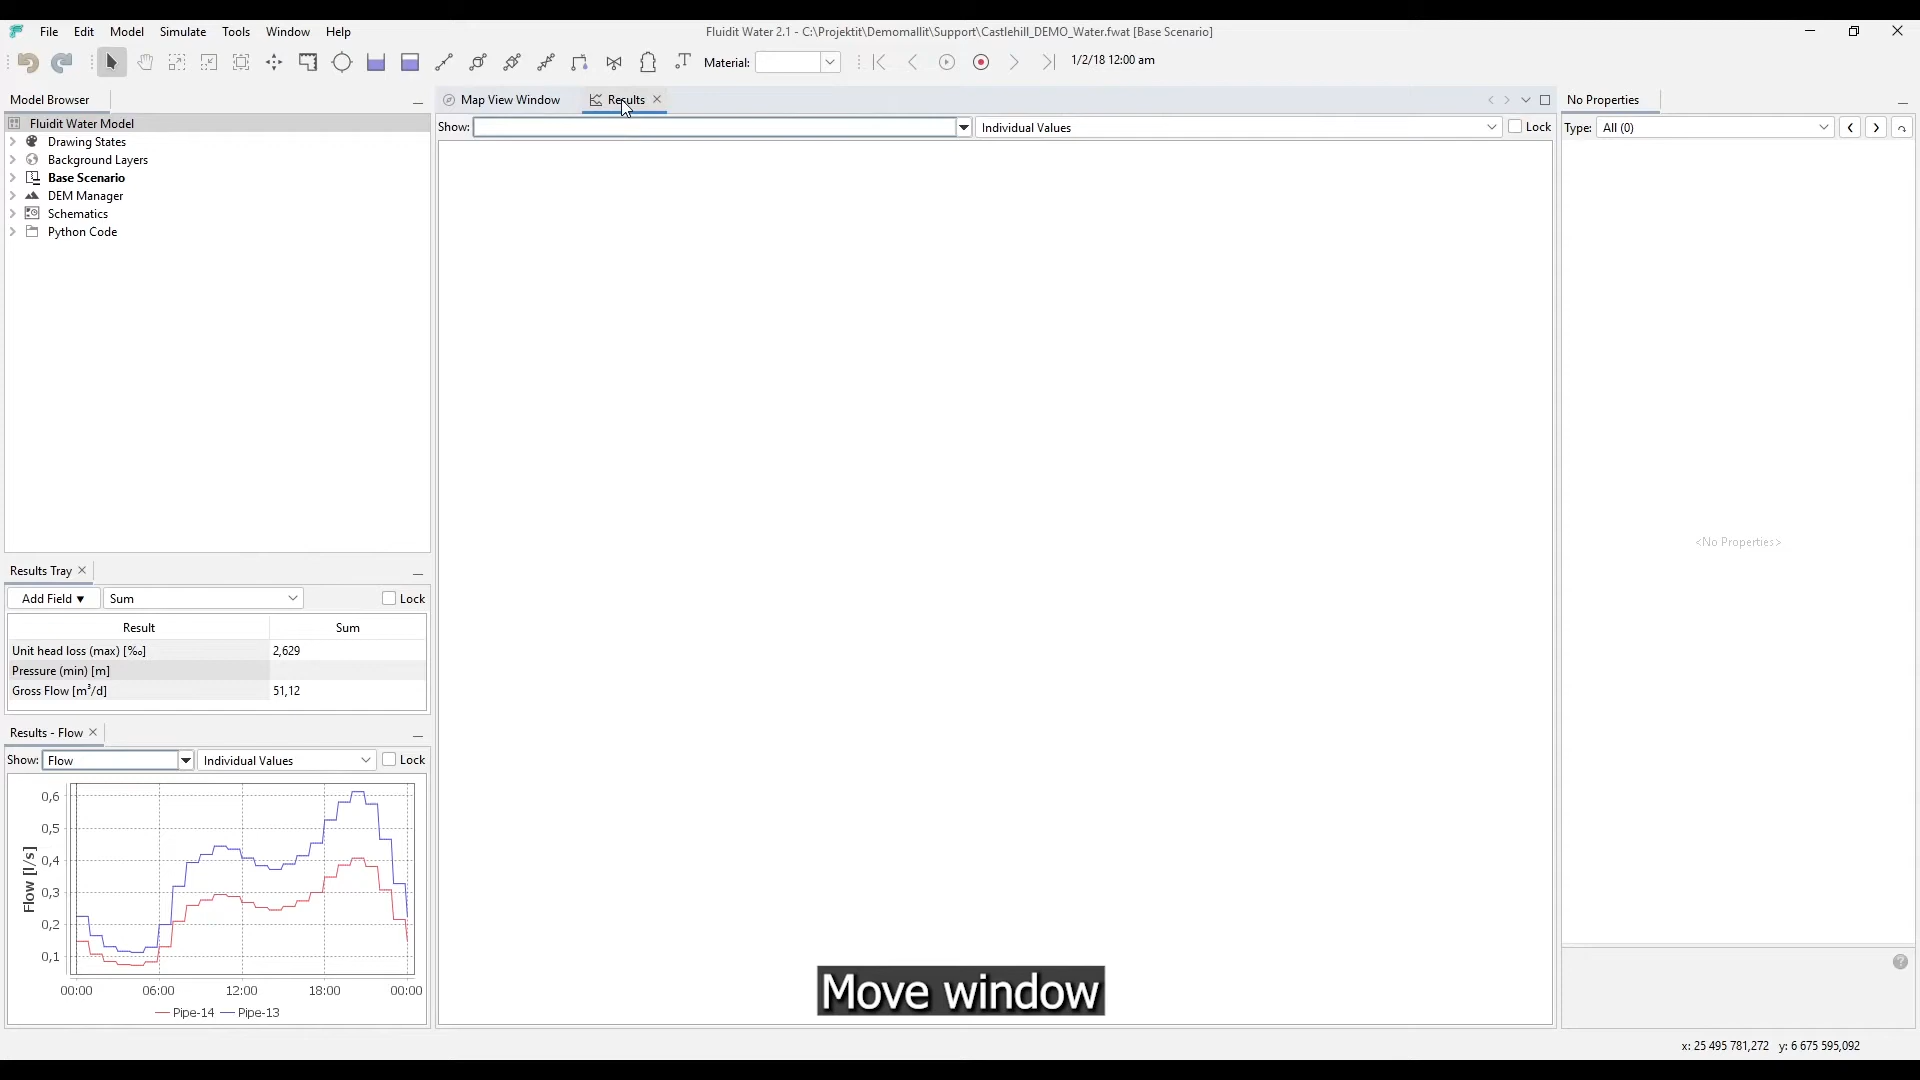 File Edit Model Simulate Tools Window Help
Fluidit Water 2.1 - C:\Projektit\Demomallit\Support\Castlehill_DEMO_Water.fwat [Base Scenario]
Material:
1/2/18 12:00 am
Model Browser
Fluidit Water Model
Drawing States
Background Layers
Base Scenario
DEM Manager
Schematics
Python Code
Results Tray
Add Field Sum Lock
Result Sum
Unit head loss (max) [‰] 2,629
Pressure (min) [m]
Gross Flow [m³/d] 51,12
Results - Flow
Show: Flow Individual Values Lock
0,6
0,5
0,4
0,3
0,2
0,1
Flow [l/s]
00:00 06:00 12:00 18:00 00:00
Pipe-14 Pipe-13
Map View Window Results
Show: Individual Values Lock
Move window
No Properties
Type: All (0)
<No Properties>
x: 25 495 781,272 y: 6 675 595,092